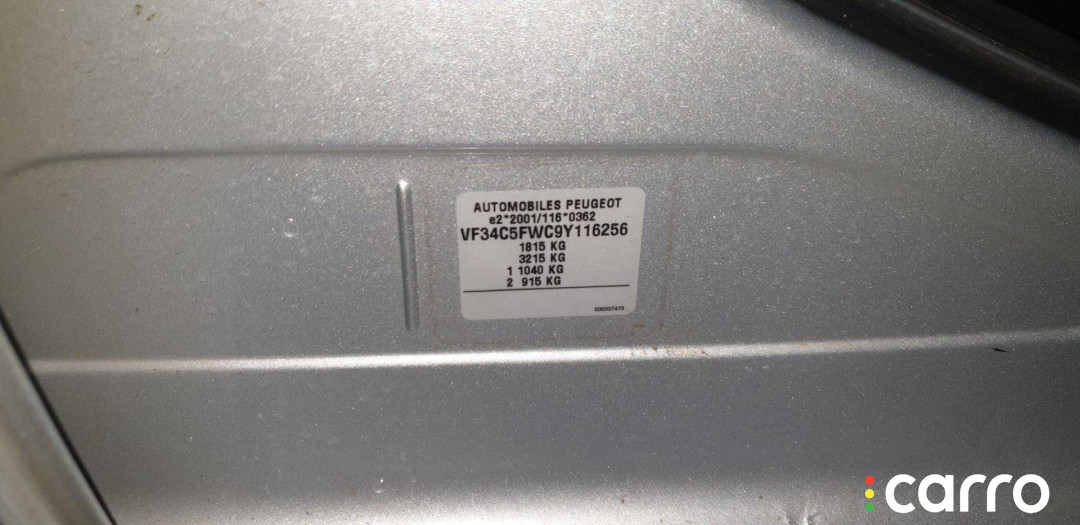 AUTOMOBILES PEUGEOT
e2*2001/116*0362
VF34C5FWC9Y116256
1815 KG
3215 KG
1 1040 KG
2 915 KG
carro